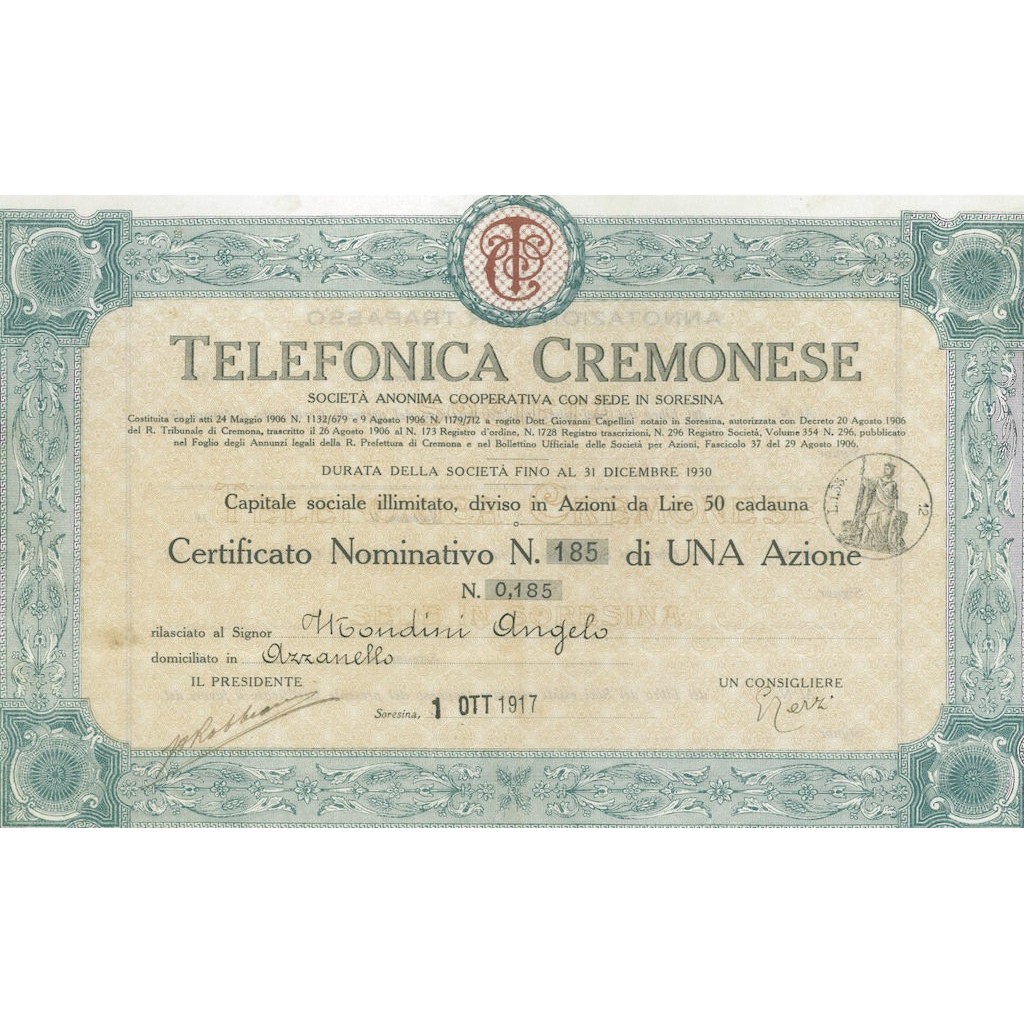 TELEFONICA CREMONESE
SOCIETÀ ANONIMA COOPERATIVA CON SEDE IN SORESINA
Costituita cogli atti 24 Maggio 1906 N. 1132/679 e 9 Agosto 1906 N. 1179/712 a rogito Dott. Giovanni Capellini notaio in Soresina, autorizzata con Decreto 20 Agosto 1906
del R. Tribunale di Cremona, trascritto il 26 Agosto 1906 al N. 173 Registro d'ordine, N. 1728 Registro trascrizioni, N. 296 Registro Società, Volume 354 N. 296, pubblicato
nel Foglio degli Annunzi legali della R. Prefettura di Cremona e nel Bollettino Ufficiale delle Società per Azioni, Fascicolo 37 del 29 Agosto 1906.
DURATA DELLA SOCIETÀ FINO AL 31 DICEMBRE 1930
Capitale sociale illimitato, diviso in Azioni da Lire 50 cadauna
Certificato Nominativo N. 185 di UNA Azione
N. 0,185
rilasciato al Signor Mondini Angelo
domiciliato in Azzanello
IL PRESIDENTE
UN CONSIGLIERE
Soresina, 1 OTT 1917